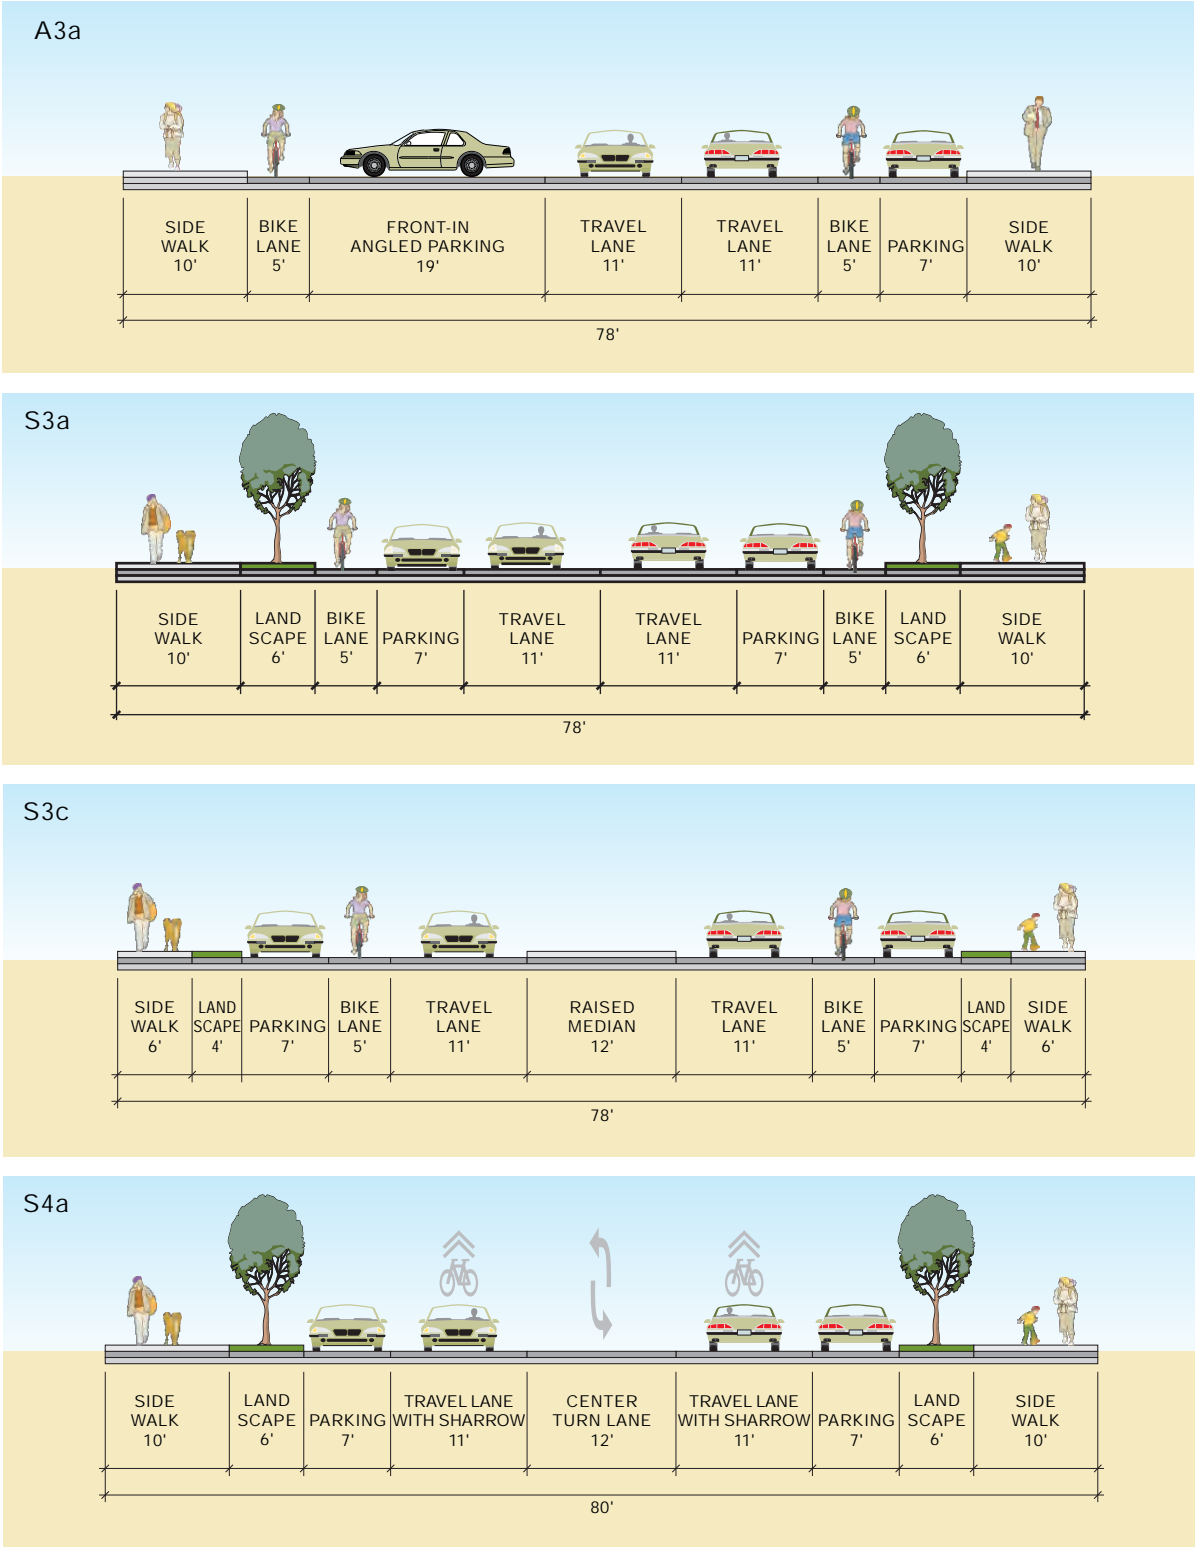 A3a
SIDE WALK 10'
BIKE LANE 5'
FRONT-IN ANGLED PARKING 19'
TRAVEL LANE 11'
TRAVEL LANE 11'
BIKE LANE 5'
PARKING 7'
SIDE WALK 10'
78'
S3a
SIDE WALK 10'
LAND SCAPE 6'
BIKE LANE 5'
PARKING 7'
TRAVEL LANE 11'
TRAVEL LANE 11'
PARKING 7'
BIKE LANE 5'
LAND SCAPE 6'
SIDE WALK 10'
78'
S3c
SIDE WALK 6'
LAND SCAPE 4'
PARKING 7'
BIKE LANE 5'
TRAVEL LANE 11'
RAISED MEDIAN 12'
TRAVEL LANE 11'
BIKE LANE 5'
PARKING 7'
LAND SCAPE 4'
SIDE WALK 6'
78'
S4a
SIDE WALK 10'
LAND SCAPE 6'
PARKING 7'
TRAVEL LANE WITH SHARROW 11'
CENTER TURN LANE 12'
TRAVEL LANE WITH SHARROW 11'
PARKING 7'
LAND SCAPE 6'
SIDE WALK 10'
80'